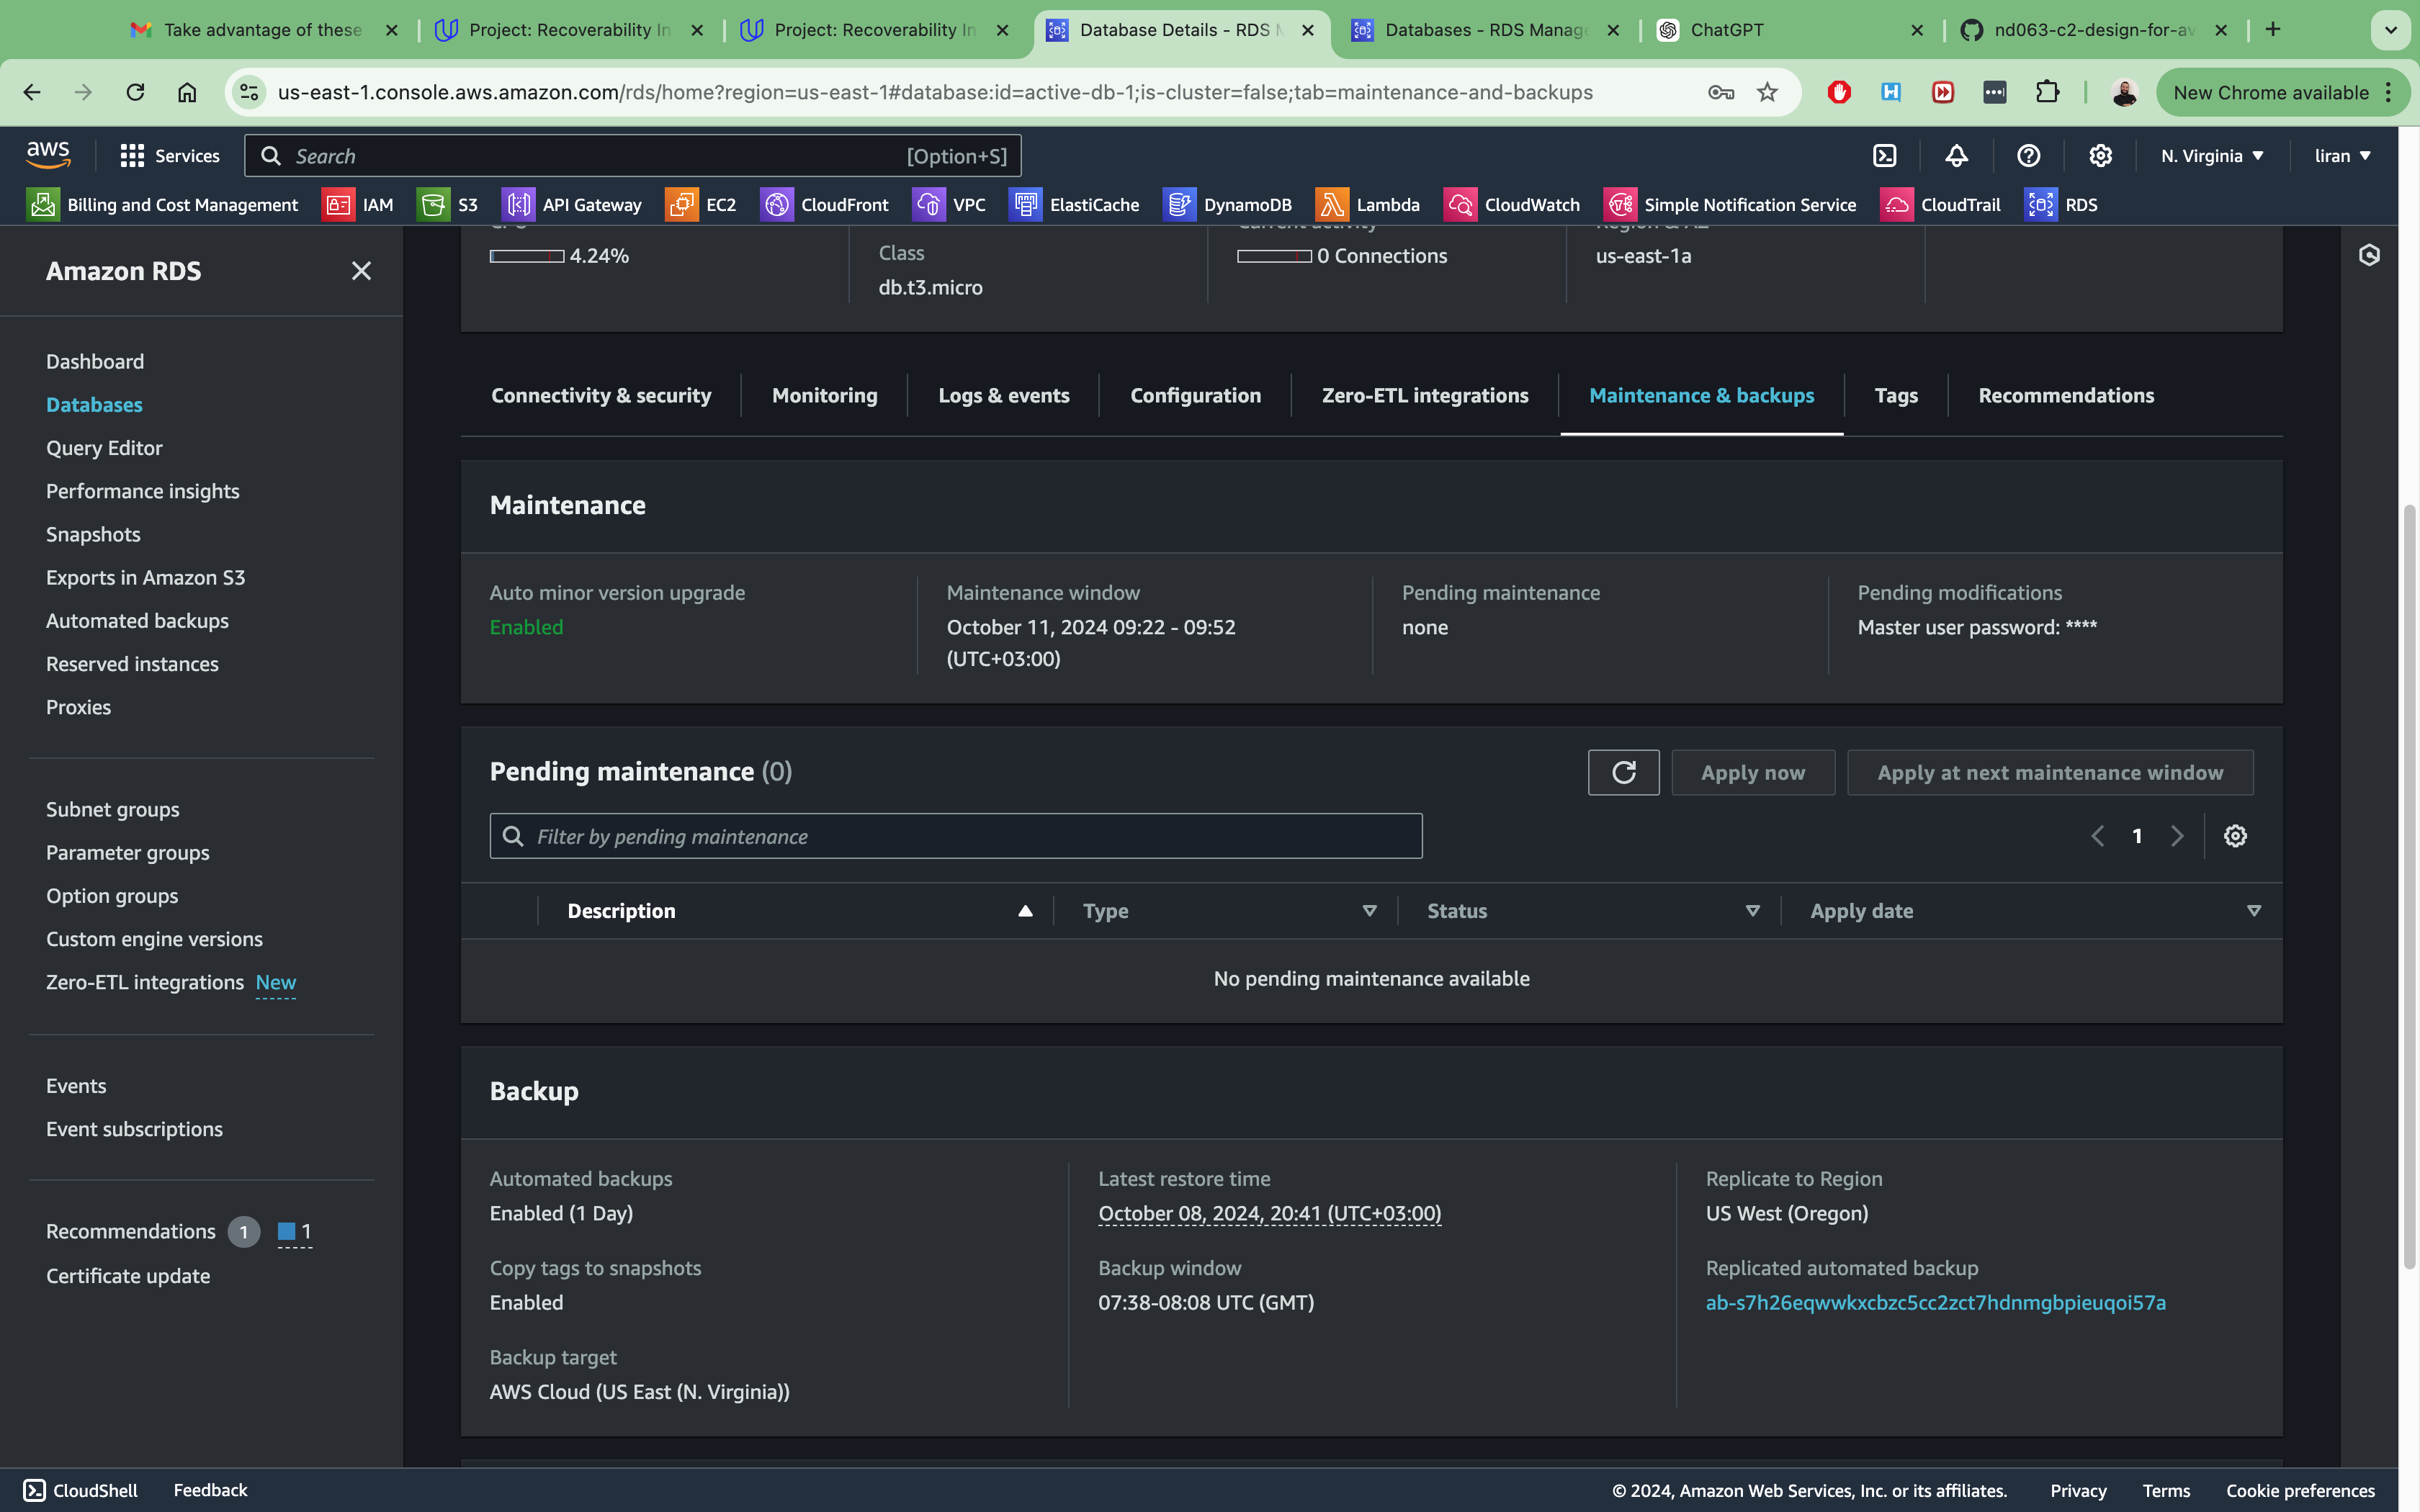 Take advantage of these
Project: Recoverability In
Project: Recoverability In
Database Details - RDS M
Databases - RDS Manage
ChatGPT
nd063-c2-design-for-av
us-east-1.console.aws.amazon.com/rds/home?region=us-east-1#database:id=active-db-1;is-cluster=false;tab=maintenance-and-backups
New Chrome available
aws
Services
Search
[Option+S]
N. Virginia
liran
Billing and Cost Management
IAM
S3
API Gateway
EC2
CloudFront
VPC
ElastiCache
DynamoDB
Lambda
CloudWatch
Simple Notification Service
CloudTrail
RDS
Amazon RDS
Dashboard
Databases
Query Editor
Performance insights
Snapshots
Exports in Amazon S3
Automated backups
Reserved instances
Proxies
Subnet groups
Parameter groups
Option groups
Custom engine versions
Zero-ETL integrations New
Events
Event subscriptions
Recommendations 1 1
Certificate update
CPU
4.24%
Class
db.t3.micro
Current activity
0 Connections
Region & AZ
us-east-1a
Connectivity & security
Monitoring
Logs & events
Configuration
Zero-ETL integrations
Maintenance & backups
Tags
Recommendations
Maintenance
Auto minor version upgrade
Enabled
Maintenance window
October 11, 2024 09:22 - 09:52
(UTC+03:00)
Pending maintenance
none
Pending modifications
Master user password: ****
Pending maintenance (0)
Apply now
Apply at next maintenance window
Filter by pending maintenance
1
Description
Type
Status
Apply date
No pending maintenance available
Backup
Automated backups
Enabled (1 Day)
Copy tags to snapshots
Enabled
Backup target
AWS Cloud (US East (N. Virginia))
Latest restore time
October 08, 2024, 20:41 (UTC+03:00)
Backup window
07:38-08:08 UTC (GMT)
Replicate to Region
US West (Oregon)
Replicated automated backup
ab-s7h26eqwwkxcbzc5cc2zct7hdnmgbpieuqoi57a
CloudShell
Feedback
© 2024, Amazon Web Services, Inc. or its affiliates.
Privacy
Terms
Cookie preferences